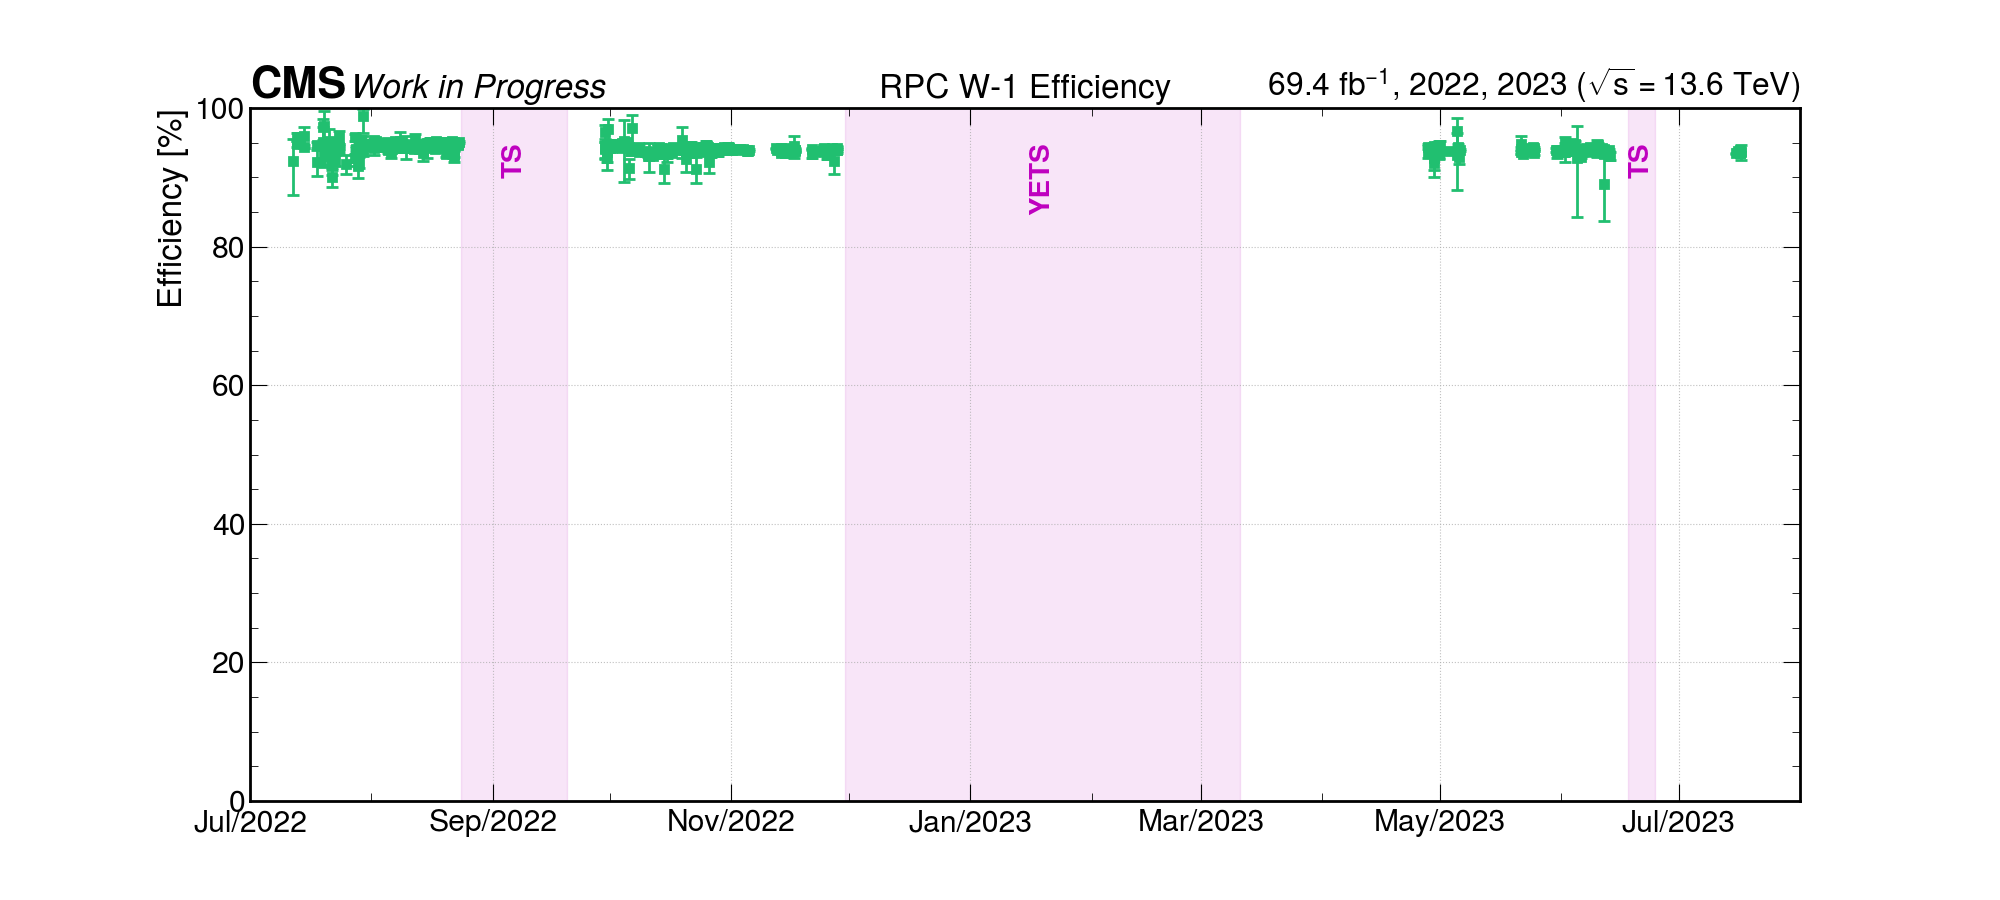 CMS Work in Progress RPC W-1 Efficiency 69.4 fb⁻¹, 2022, 2023 (√s = 13.6 TeV)
Efficiency [%]
100
80
60
40
20
0
TS
YETS
TS
Jul/2022 Sep/2022 Nov/2022 Jan/2023 Mar/2023 May/2023 Jul/2023